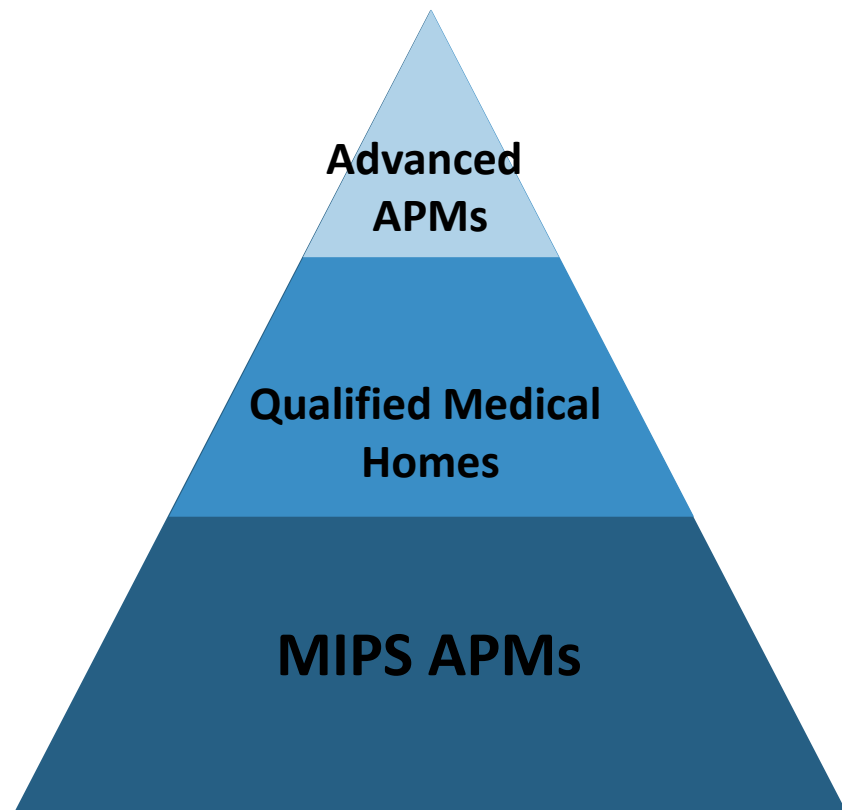 Advanced
APMs
Qualified Medical
Homes
MIPS APMs